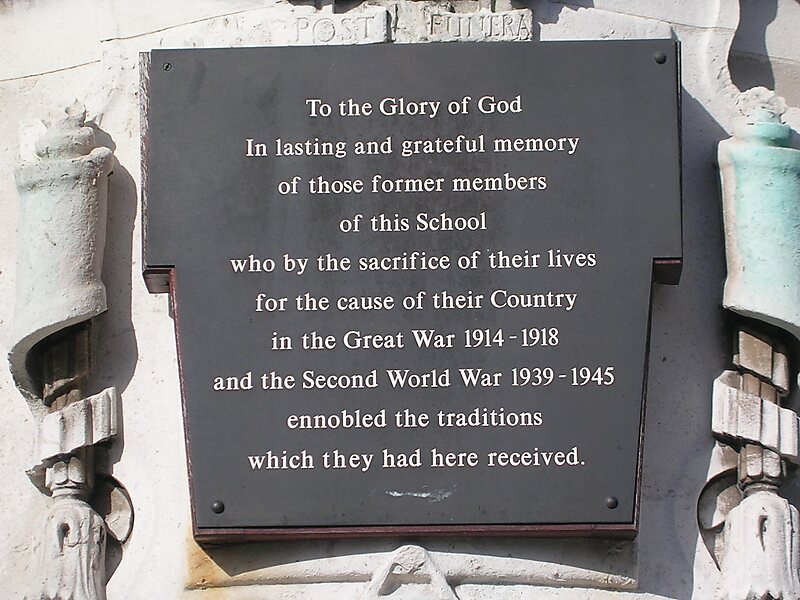 POST FUNERA
To the Glory of God
In lasting and grateful memory
of those former members
of this School
who by the sacrifice of their lives
for the cause of their Country
in the Great War 1914-1918
and the Second World War 1939-1945
ennobled the traditions
which they had here received.